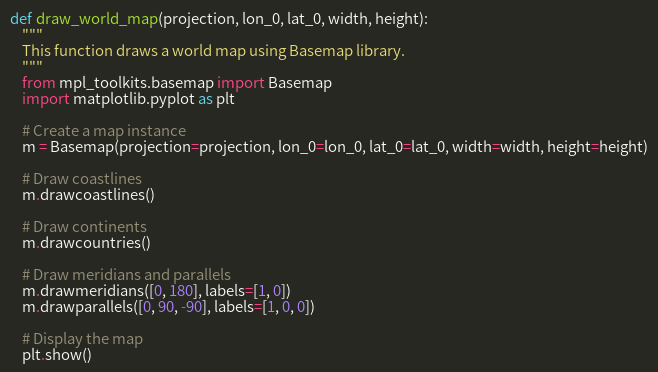 def draw_world_map(projection, lon_0, lat_0, width, height):
"""
This function draws a world map using Basemap library.
"""
from mpl_toolkits.basemap import Basemap
import matplotlib.pyplot as plt
# Create a map instance
m = Basemap(projection=projection, lon_0=lon_0, lat_0=lat_0, width=width, height=height)
# Draw coastlines
m.drawcoastlines()
# Draw continents
m.drawcountries()
# Draw meridians and parallels
m.drawmeridians([0, 180], labels=[1, 0])
m.drawparallels([0, 90, -90], labels=[1, 0, 0])
# Display the map
plt.show()